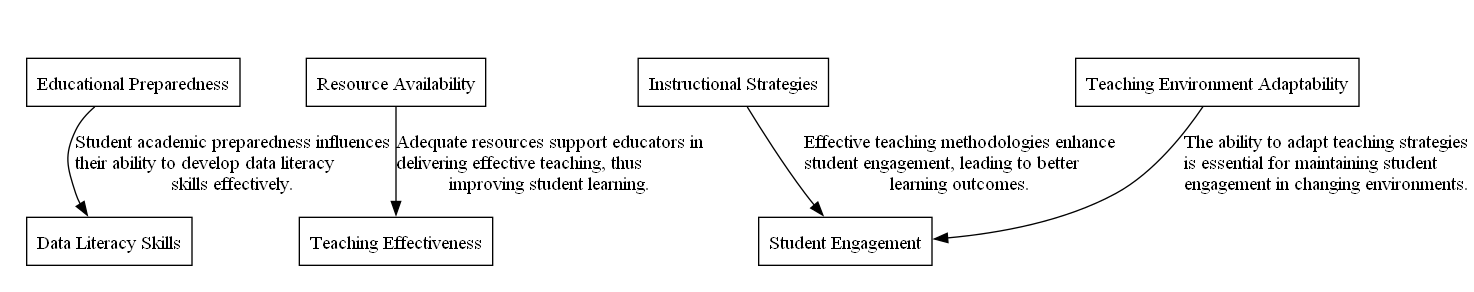 Educational Preparedness
Resource Availability
Instructional Strategies
Teaching Environment Adaptability
Student academic preparedness influences
their ability to develop data literacy
skills effectively.
Adequate resources support educators in
delivering effective teaching, thus
improving student learning.
Effective teaching methodologies enhance
student engagement, leading to better
learning outcomes.
The ability to adapt teaching strategies
is essential for maintaining student
engagement in changing environments.
Data Literacy Skills
Teaching Effectiveness
Student Engagement